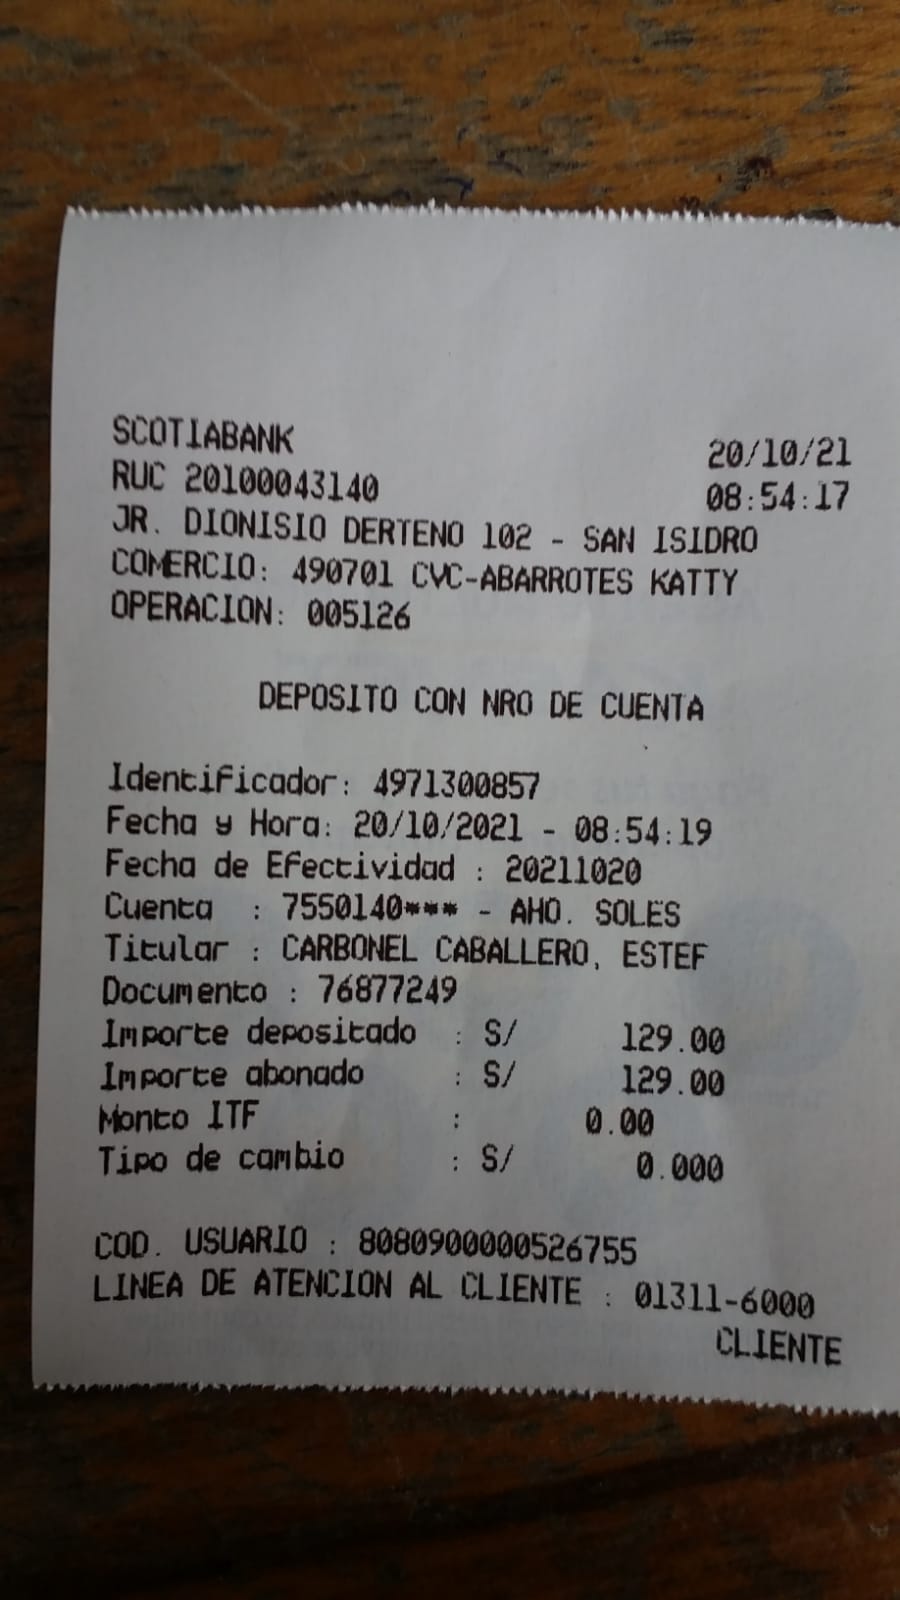 SCOTIABANK 20/10/21
RUC 20100043140 08:54:17
JR. DIONISIO DERTENO 102 - SAN ISIDRO
COMERCIO: 490701 CVC-ABARROTES KATTY
OPERACION: 005126
DEPOSITO CON NRO DE CUENTA
Identificador: 4971300857
Fecha y Hora: 20/10/2021 - 08:54:19
Fecha de Efectividad : 20211020
Cuenta : 7550140*** - AHO. SOLES
Titular : CARBONEL CABALLERO, ESTEF
Documento : 76877249
Importe depositado : S/ 129.00
Importe abonado : S/ 129.00
Monto ITF : 0.00
Tipo de cambio : S/ 0.000
COD. USUARIO : 8080900000526755
LINEA DE ATENCION AL CLIENTE : 01311-6000
CLIENTE